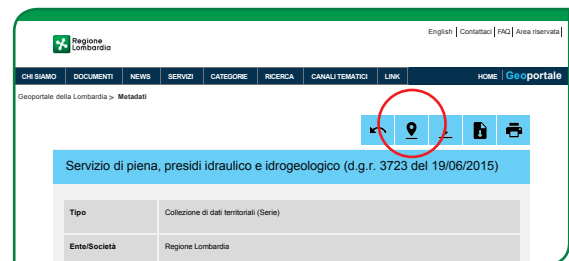 English | Contattaci | FAQ | Area riservata |
Regione
Lombardia
CHI SIAMO DOCUMENTI NEWS SERVIZI CATEGORIE RICERCA CANALI TEMATICI LINK HOME | Geoportale
Geoportale della Lombardia > Metadati
Servizio di piena, presidi idraulico e idrogeologico (d.g.r. 3723 del 19/06/2015)
Tipo Collezione di dati territoriali (Serie)
Ente/Società Regione Lombardia